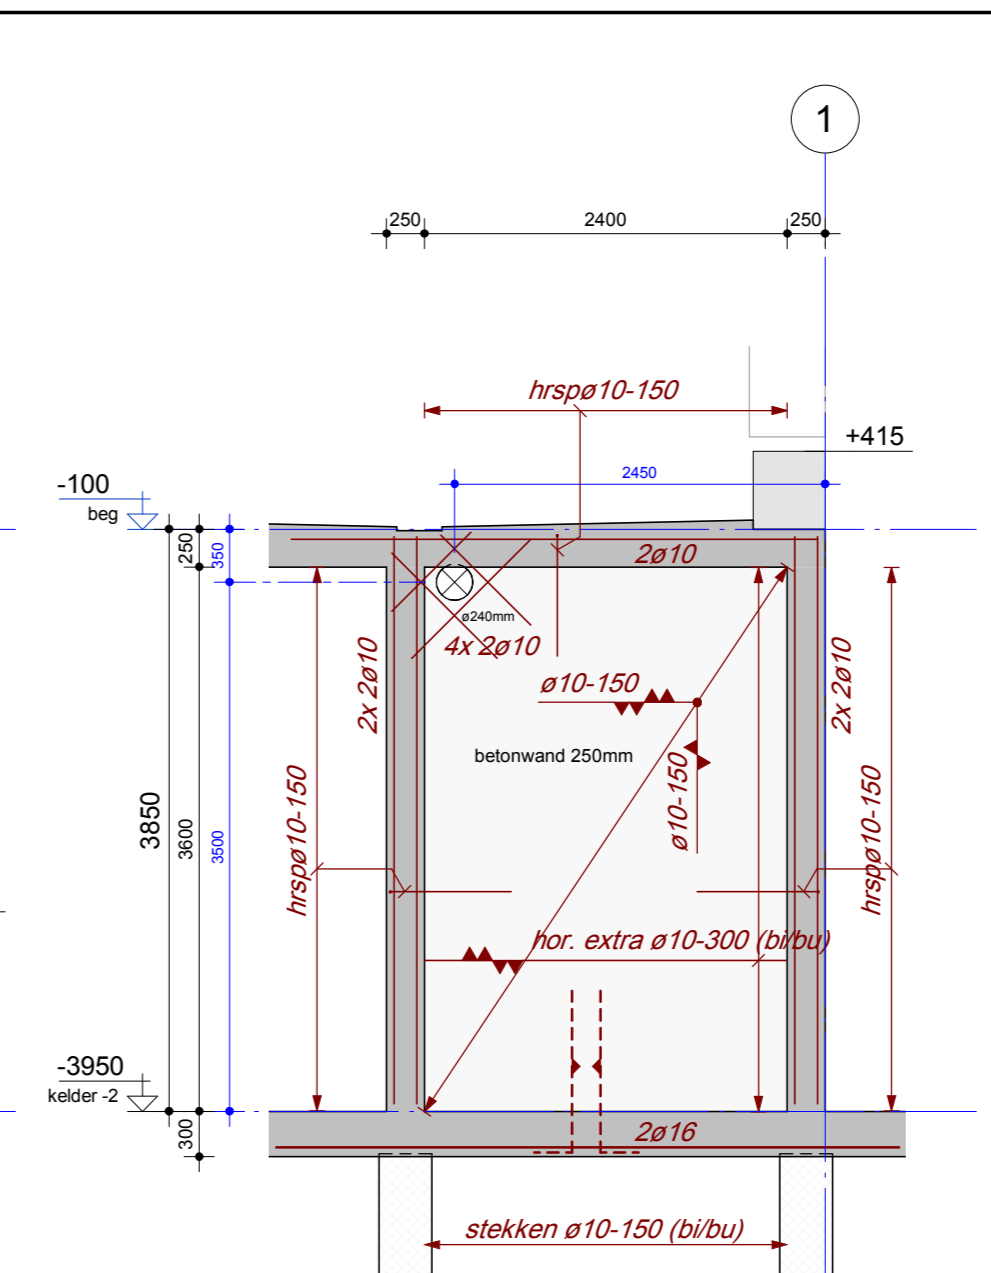 1
250 2400 250
hrspø10-150
+415
2450
-100
beg
250
350
2ø10
ø240mm
4x 2ø10
2x 2ø10
2x 2ø10
ø10-150
betonwand 250mm
ø10-150
hrspø10-150
hrspø10-150
3850
3600
3500
hor. extra ø10-300 (bi/bu)
-3950
kelder -2
300
2ø16
stekken ø10-150 (bi/bu)